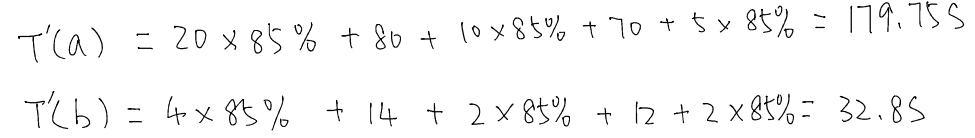 T'(a) = 20 × 85% + 80 + 10 × 85% + 70 + 5 × 85% = 179.75S
T'(b) = 4 × 85% + 14 + 2 × 85% + 12 + 2 × 85% = 32.8S